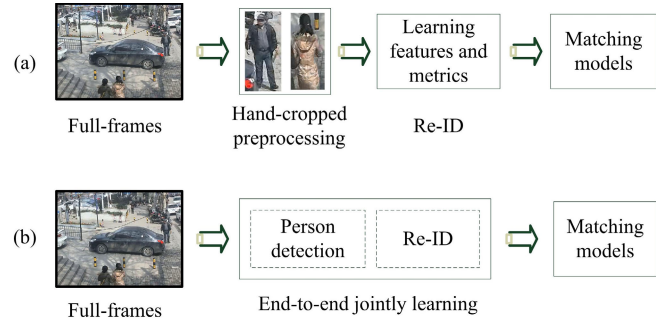 (a)
Full-frames
Hand-cropped
preprocessing
Learning
features and
metrics
Re-ID
Matching
models
(b)
Full-frames
Person
detection
Re-ID
End-to-end jointly learning
Matching
models